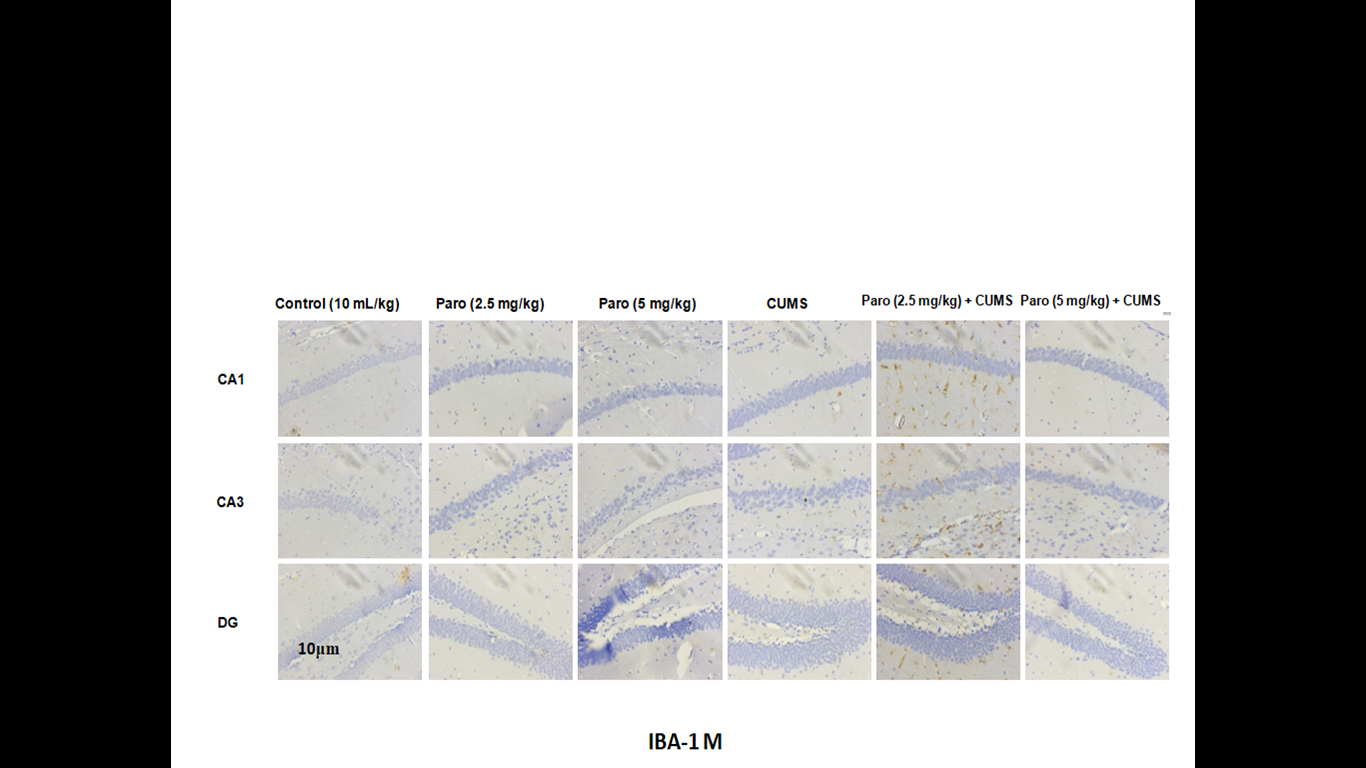 Control (10 mL/kg) Paro (2.5 mg/kg) Paro (5 mg/kg) CUMS Paro (2.5 mg/kg) + CUMS Paro (5 mg/kg) + CUMS
CA1
CA3
DG
10μm
IBA-1 M